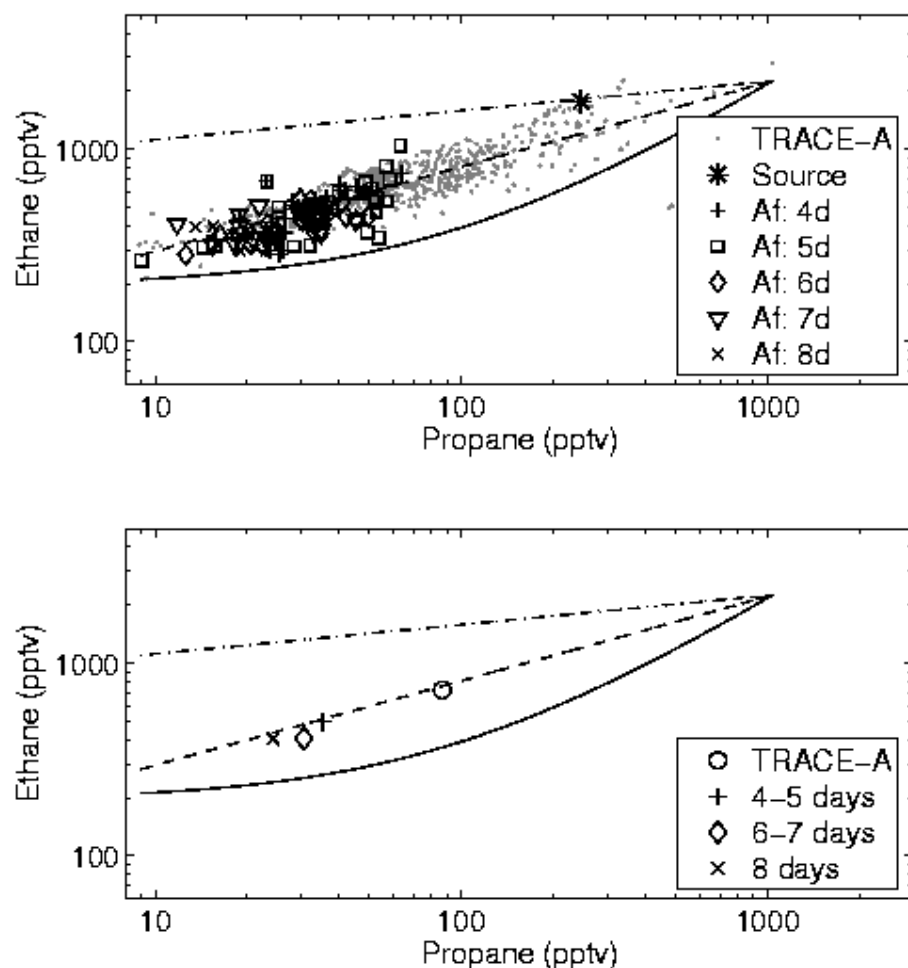 Ethane (pptv)
1000
100
10
100
1000
Propane (pptv)
TRACE-A
Source
Af: 4d
Af: 5d
Af: 6d
Af: 7d
Af: 8d
Ethane (pptv)
1000
100
10
100
1000
Propane (pptv)
TRACE-A
4-5 days
6-7 days
8 days